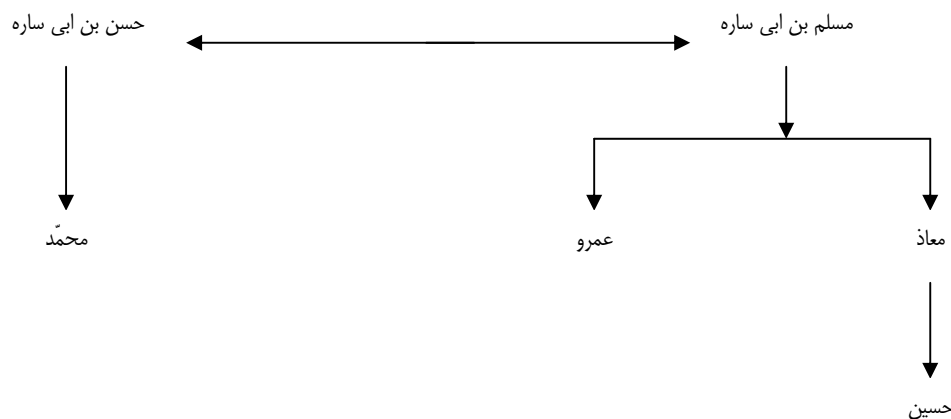 مسلم بن ابی ساره
حسن بن ابی ساره
معاذ
عمرو
محمّد
حسین